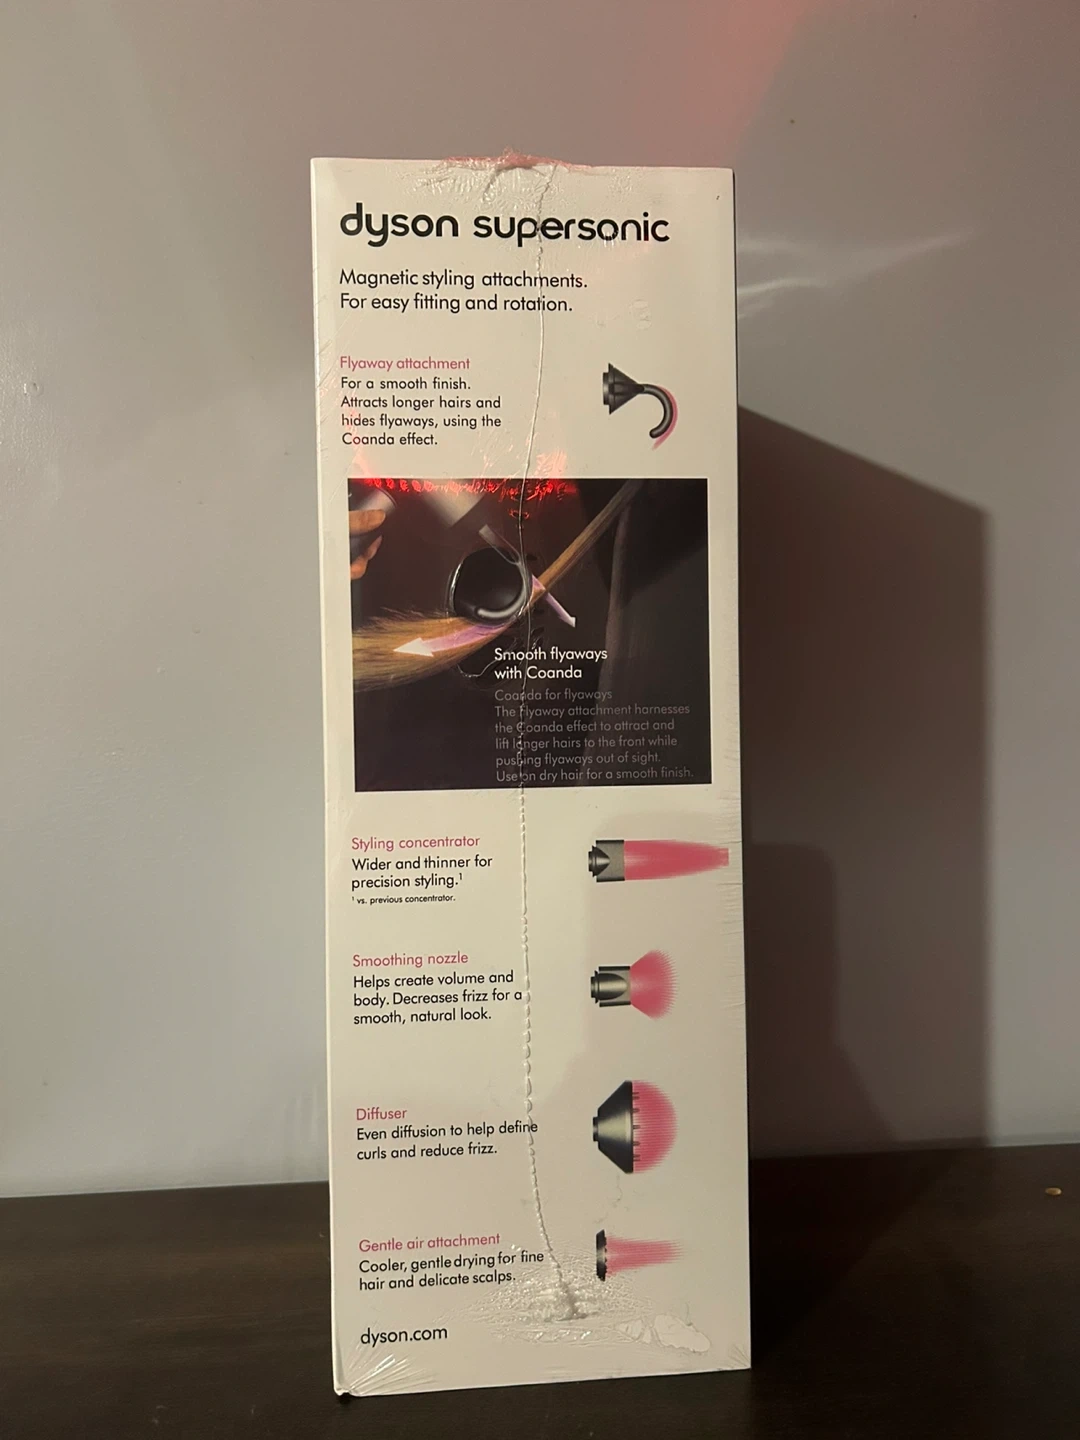 dyson supersonic
Magnetic styling attachments.
For easy fitting and rotation.
Flyaway attachment
For a smooth finish.
Attracts longer hairs and
hides flyaways, using the
Coanda effect.
Smooth flyaways
with Coanda
Coanda for flyaways
The Flyaway attachment harnesses
the Coanda effect to attract and
lift longer hairs to the front while
pushing flyaways out of sight.
Use on dry hair for a smooth finish.
Styling concentrator
Wider and thinner for
precision styling.¹
¹ vs. previous concentrator.
Smoothing nozzle
Helps create volume and
body. Decreases frizz for a
smooth, natural look.
Diffuser
Even diffusion to help define
curls and reduce frizz.
Gentle air attachment
Cooler, gentle drying for fine
hair and delicate scalps.
dyson.com